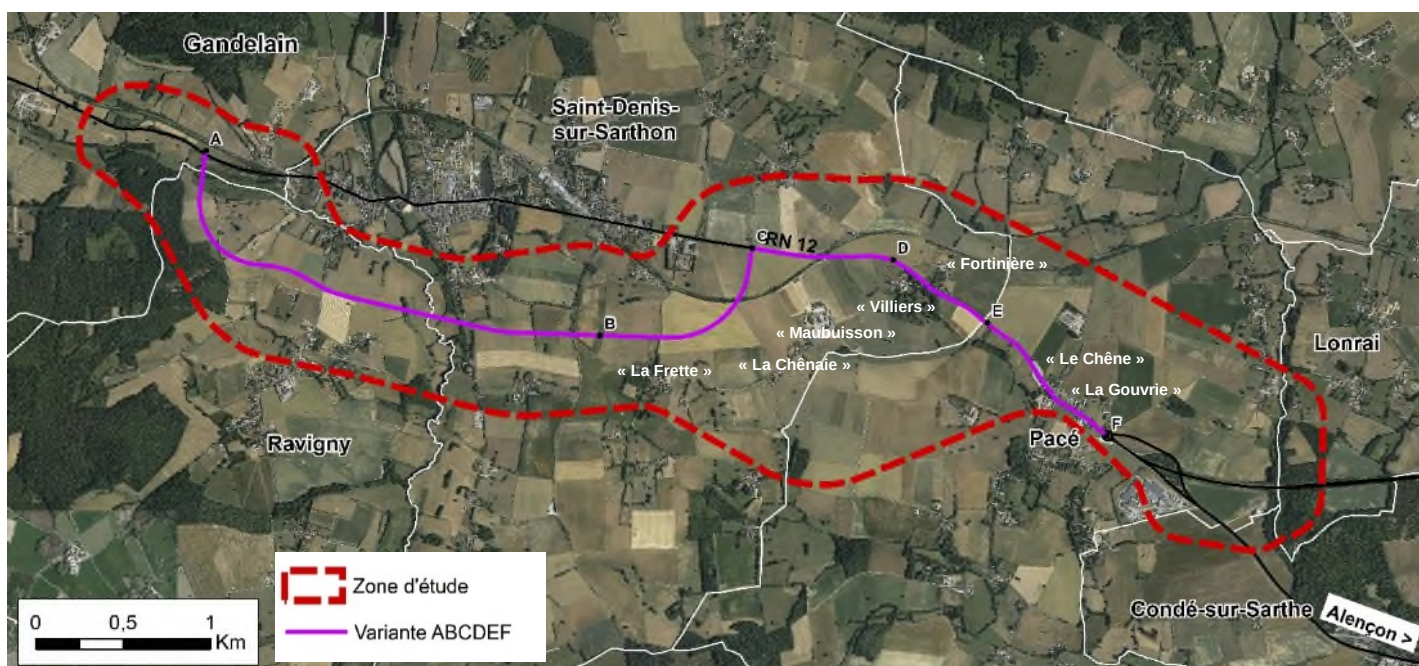 Gandelain
Saint-Denis-
sur-Sarthon
A
C
RN 12
D
« Fortinière »
« Villiers »
E
B
« Maubuisson »
« La Frette »
« La Chênaie »
« Le Chêne »
Lonrai
« La Gouvrie »
F
Ravigny
Pacé
Zone d'étude
Variante ABCDEF
0 0,5 1
Km
Condé-sur-Sarthe
Alençon >